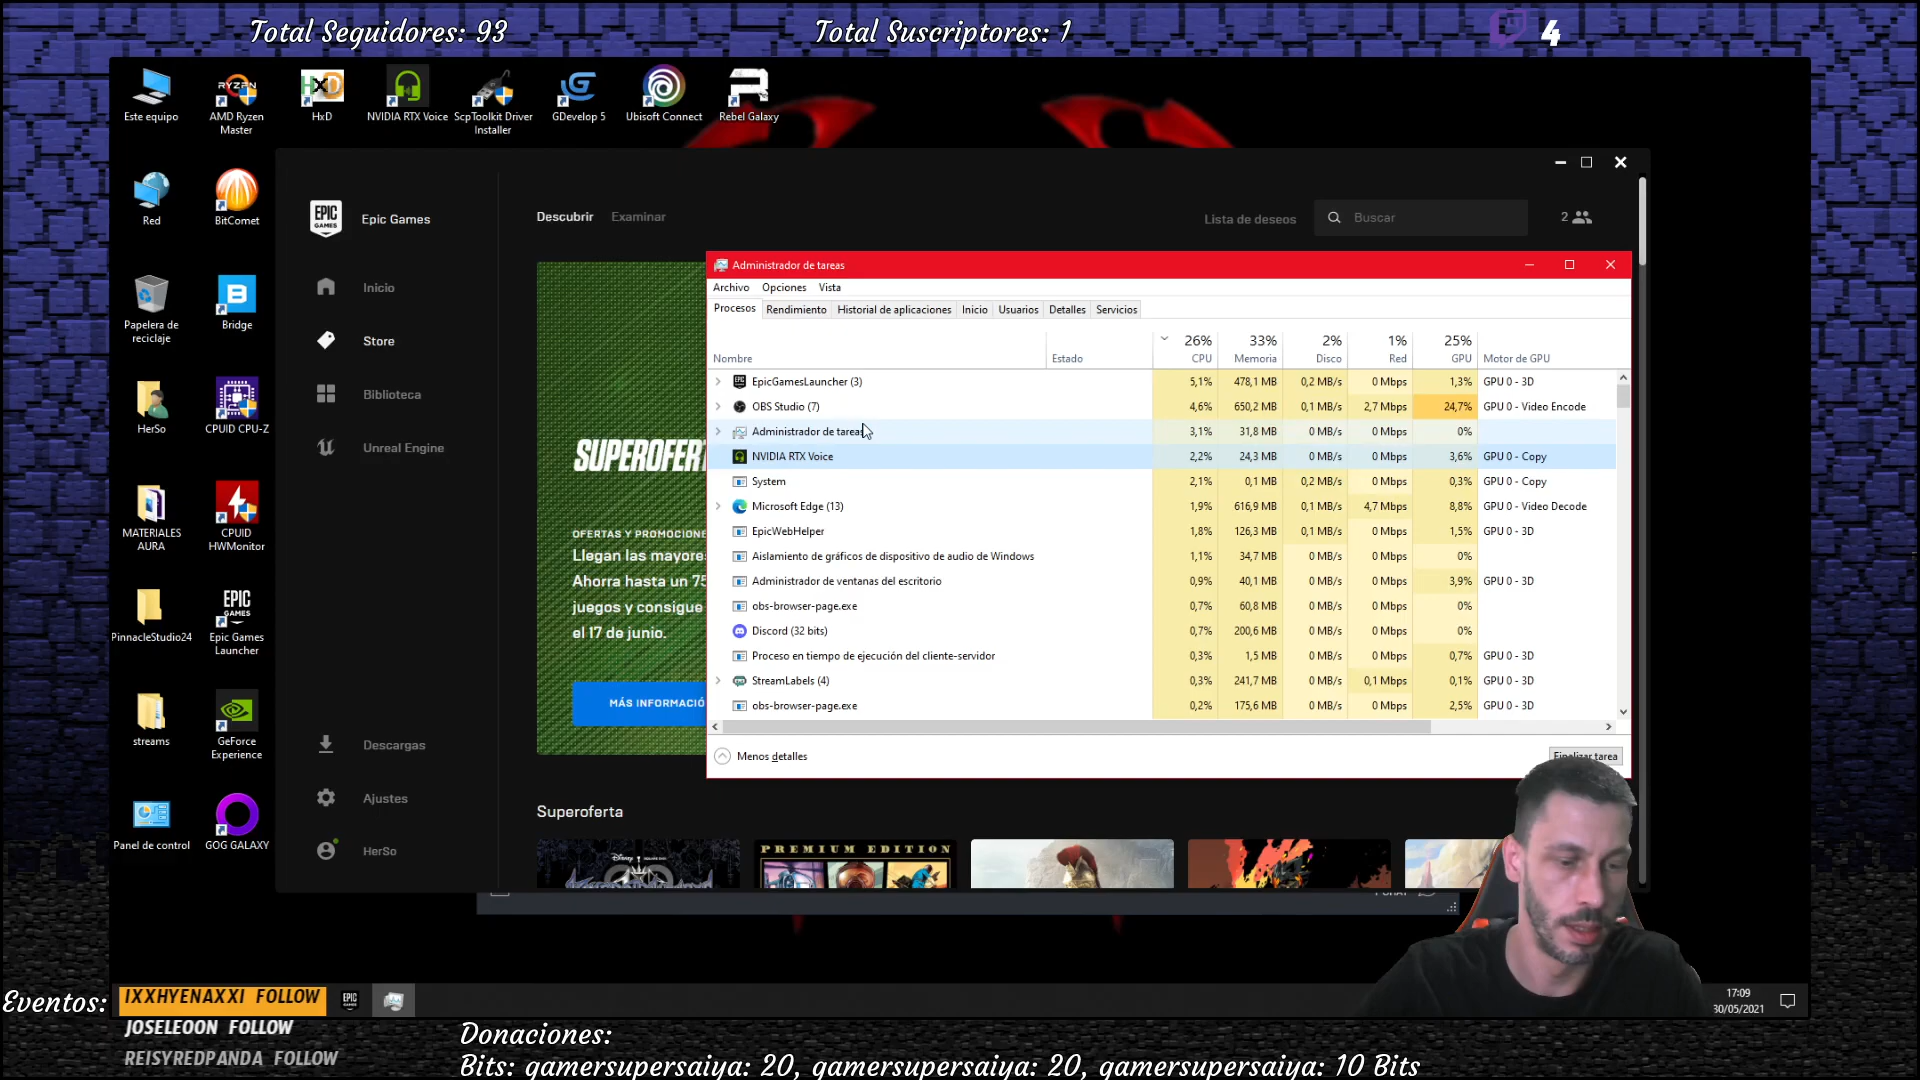 Total Seguidores: 93
Total Suscriptores: 1
4
Este equipo
AMD Ryzen Master
HxD
NVIDIA RTX Voice
ScpToolkit Driver Installer
GDevelop 5
Ubisoft Connect
Rebel Galaxy
Red
BitComet
Papelera de reciclaje
Bridge
HerSo
CPUID CPU-Z
MATERIALES AURA
CPUID HWMonitor
PinnacleStudio24
Epic Games Launcher
streams
GeForce Experience
Panel de control
GOG GALAXY
EPIC GAMES
Epic Games
Inicio
Store
Biblioteca
Unreal Engine
Descargas
Ajustes
HerSo
Descubrir
Examinar
Lista de deseos
Buscar
2
SUPEROFERT
OFERTAS Y PROMOCIONE
Llegan las mayores
Ahora hasta un 75
juegos y consigue
el 17 de junio.
MÁS INFORMACIÓ
Superoferta
PREMIUM EDITION
Administrador de tareas
Archivo Opciones Vista
Procesos Rendimiento Historial de aplicaciones Inicio Usuarios Detalles Servicios
26% 33% 2% 1% 25%
Nombre Estado CPU Memoria Disco Red GPU Motor de GPU
EpicGamesLauncher (3) 5,1% 478,1 MB 0,2 MB/s 0 Mbps 1,3% GPU 0 - 3D
OBS Studio (7) 4,6% 650,2 MB 0,1 MB/s 2,7 Mbps 24,7% GPU 0 - Video Encode
Administrador de tareas 3,1% 31,8 MB 0 MB/s 0 Mbps 0%
NVIDIA RTX Voice 2,2% 24,3 MB 0 MB/s 0 Mbps 3,6% GPU 0 - Copy
System 2,1% 0,1 MB 0,2 MB/s 0 Mbps 0,3% GPU 0 - Copy
Microsoft Edge (13) 1,9% 616,9 MB 0,1 MB/s 4,7 Mbps 8,8% GPU 0 - Video Decode
EpicWebHelper 1,8% 126,3 MB 0,1 MB/s 0 Mbps 1,5% GPU 0 - 3D
Aislamiento de gráficos de dispositivo de audio de Windows 1,1% 34,7 MB 0 MB/s 0 Mbps 0%
Administrador de ventanas del escritorio 0,9% 40,1 MB 0 MB/s 0 Mbps 3,9% GPU 0 - 3D
obs-browser-page.exe 0,7% 60,8 MB 0 MB/s 0 Mbps 0%
Discord (32 bits) 0,7% 200,6 MB 0 MB/s 0 Mbps 0%
Proceso en tiempo de ejecución del cliente-servidor 0,3% 1,5 MB 0 MB/s 0 Mbps 0,7% GPU 0 - 3D
StreamLabels (4) 0,3% 241,7 MB 0 MB/s 0,1 Mbps 0,1% GPU 0 - 3D
obs-browser-page.exe 0,2% 175,6 MB 0 MB/s 0 Mbps 2,5% GPU 0 - 3D
Menos detalles
Finalizar tarea
17:09
30/05/2021
Eventos:
IXXHYENAXXI FOLLOW
JOSELEOON FOLLOW
REISYREDPANDA FOLLOW
Donaciones:
Bits: gamersupersaiya: 20, gamersupersaiya: 20, gamersupersaiya: 10 Bits